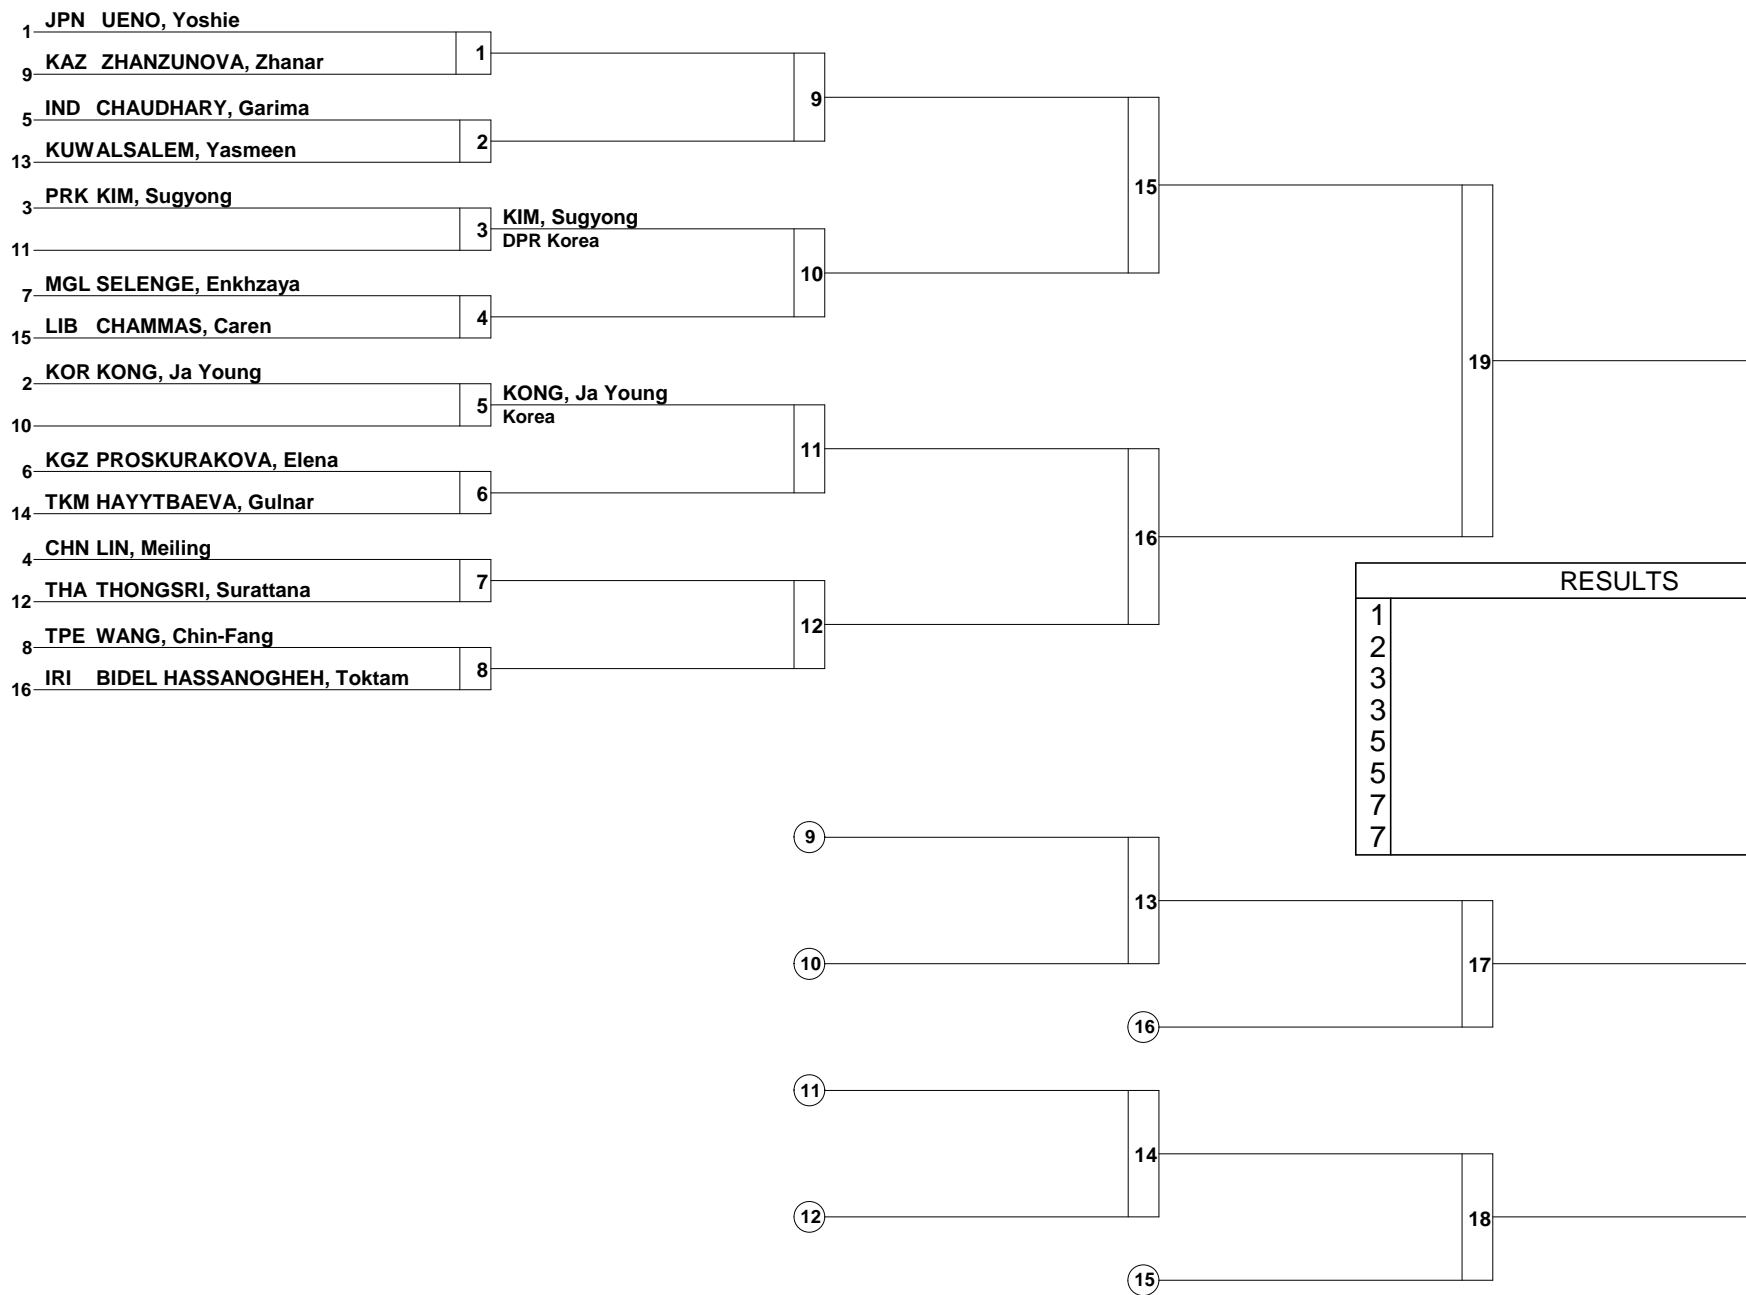 1 JPN UENO, Yoshie
9 KAZ ZHANZUNOVA, Zhanar
1
5 IND CHAUDHARY, Garima
13 KUW ALSALEM, Yasmeen
2
9
3 PRK KIM, Sugyong
11
3
KIM, Sugyong
DPR Korea
7 MGL SELENGE, Enkhzaya
15 LIB CHAMMAS, Caren
4
10
15
2 KOR KONG, Ja Young
10
5
KONG, Ja Young
Korea
6 KGZ PROSKURAKOVA, Elena
14 TKM HAYYTBAEVA, Gulnar
6
11
4 CHN LIN, Meiling
12 THA THONGSRI, Surattana
7
8 TPE WANG, Chin-Fang
16 IRI BIDEL HASSANOGHEH, Toktam
8
12
16
19
RESULTS
1
2
3
3
5
5
7
7
9
10
13
16
17
11
12
14
15
18